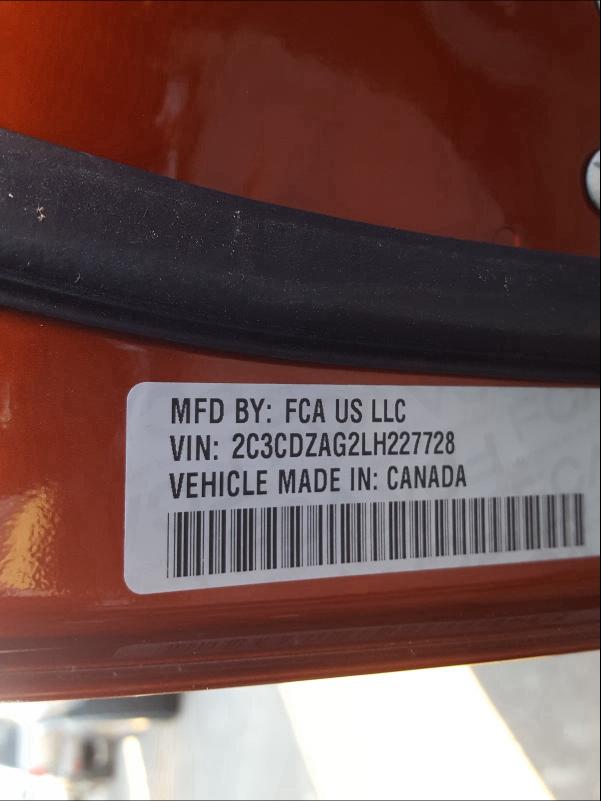 MFD BY: FCA US LLC
VIN: 2C3CDZAG2LH227728
VEHICLE MADE IN: CANADA